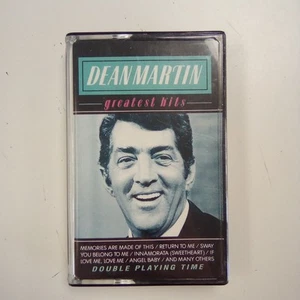 DEAN MARTIN
greatest hits
MEMORIES ARE MADE OF THIS / RETURN TO ME / SWAY
YOU BELONG TO ME / INNAMORATA (SWEETHEART) / IF
LOVE ME, LOVE ME / ANGEL BABY / AND MANY OTHERS
DOUBLE PLAYING TIME